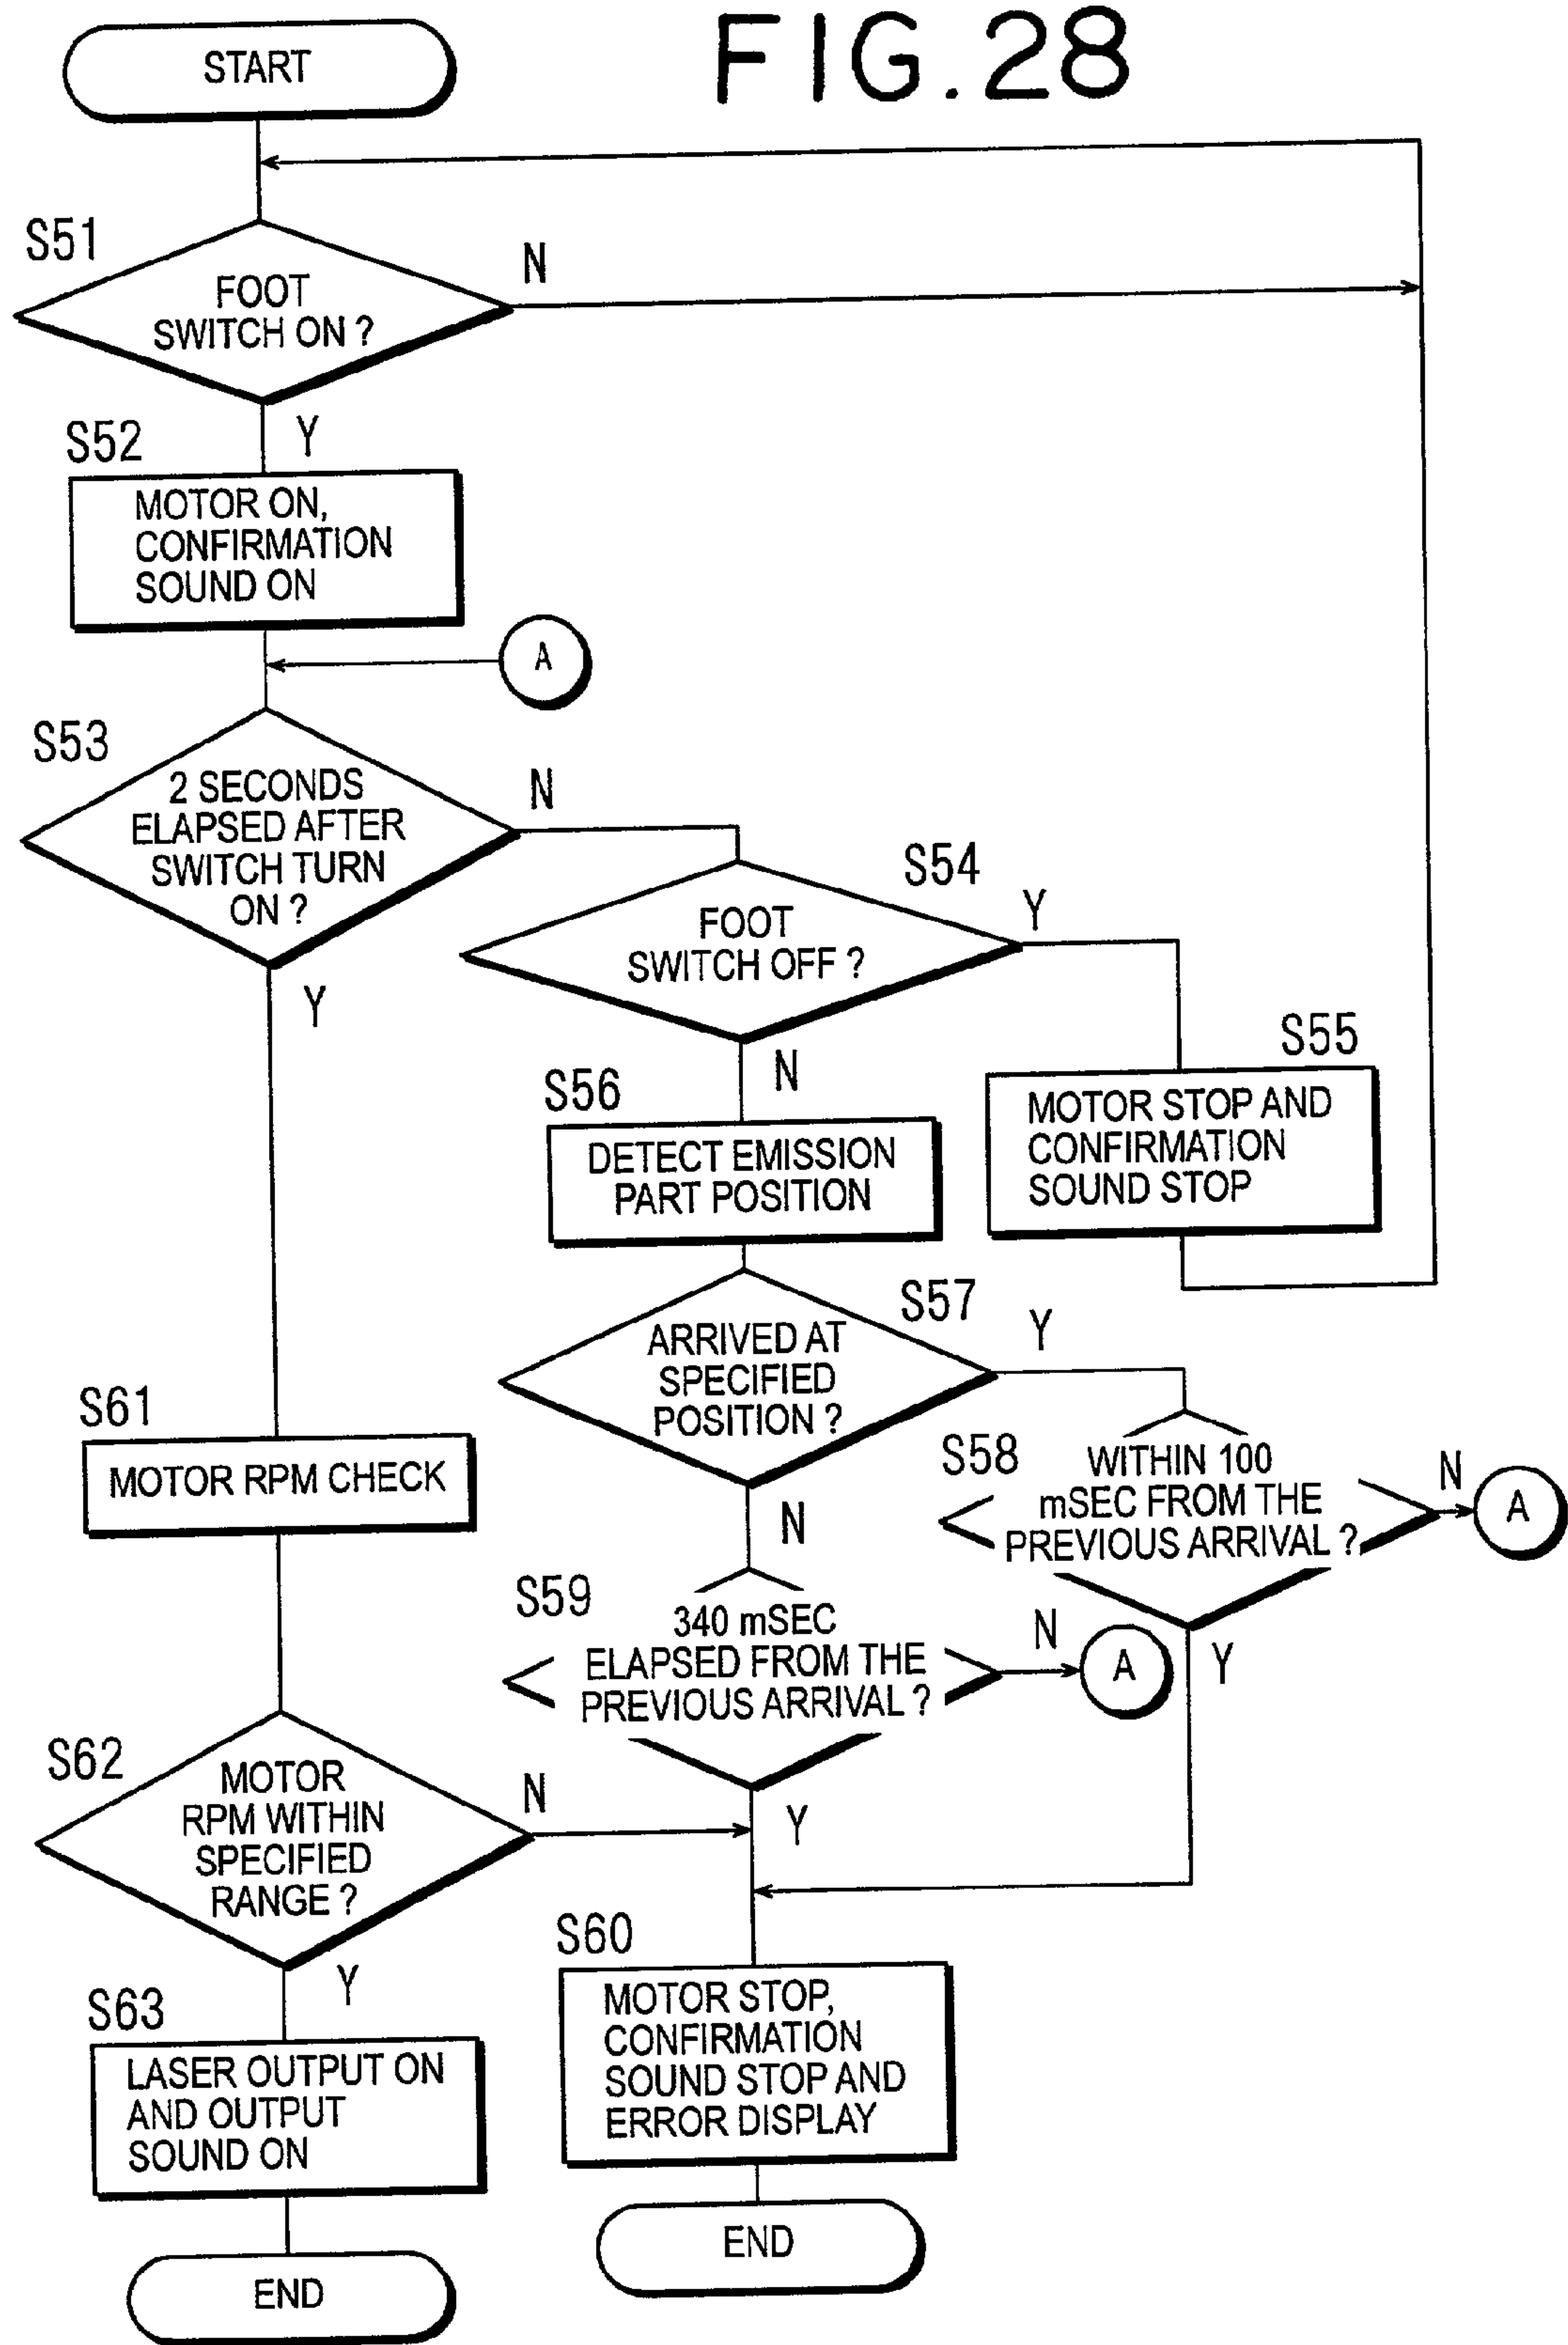 FIG.28
START
S51
FOOT
SWITCH ON ?
N
Y
S52
MOTOR ON,
CONFIRMATION
SOUND ON
A
S53
2 SECONDS
ELAPSED AFTER
SWITCH TURN
ON ?
N
Y
S54
FOOT
SWITCH OFF ?
Y
N
S55
MOTOR STOP AND
CONFIRMATION
SOUND STOP
S56
DETECT EMISSION
PART POSITION
S57
ARRIVED AT
SPECIFIED
POSITION ?
Y
N
S58
WITHIN 100
mSEC FROM THE
PREVIOUS ARRIVAL ?
N
A
Y
S59
340 mSEC
ELAPSED FROM THE
PREVIOUS ARRIVAL ?
N
A
Y
S61
MOTOR RPM CHECK
S62
MOTOR
RPM WITHIN
SPECIFIED
RANGE ?
N
Y
S60
MOTOR STOP,
CONFIRMATION
SOUND STOP AND
ERROR DISPLAY
END
S63
LASER OUTPUT ON
AND OUTPUT
SOUND ON
END